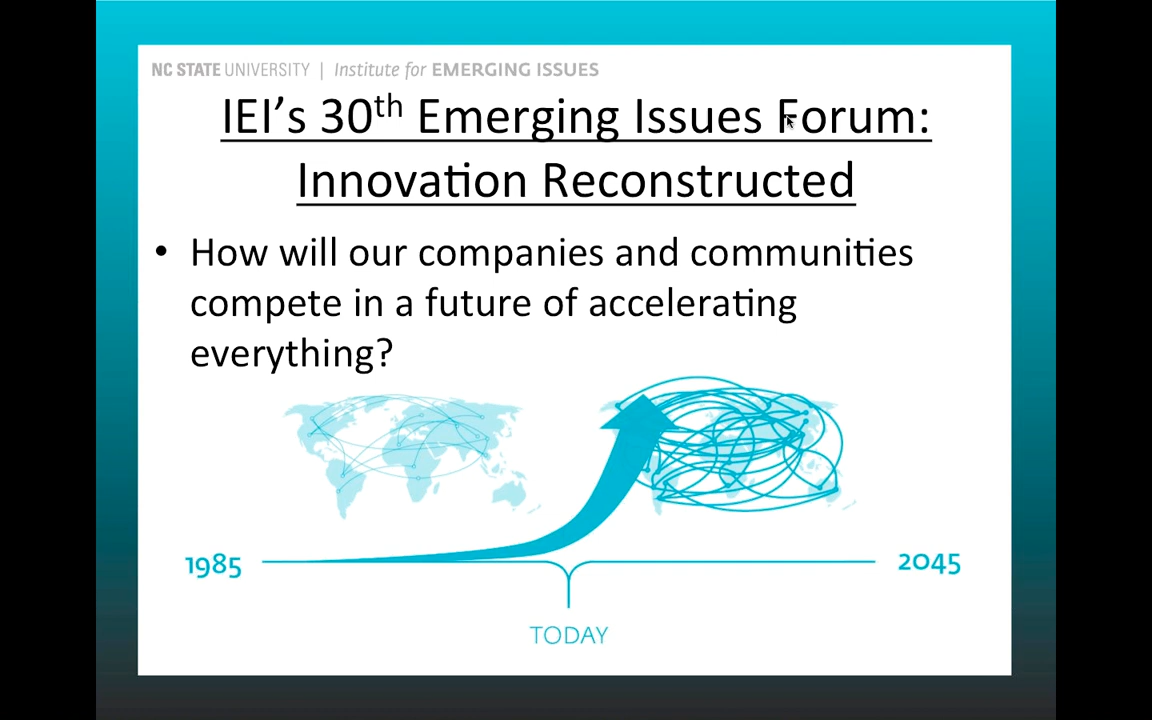 NC STATE UNIVERSITY | Institute for EMERGING ISSUES
IEI’s 30th Emerging Issues Forum:
Innovation Reconstructed
• How will our companies and communities
compete in a future of accelerating
everything?
1985
2045
TODAY